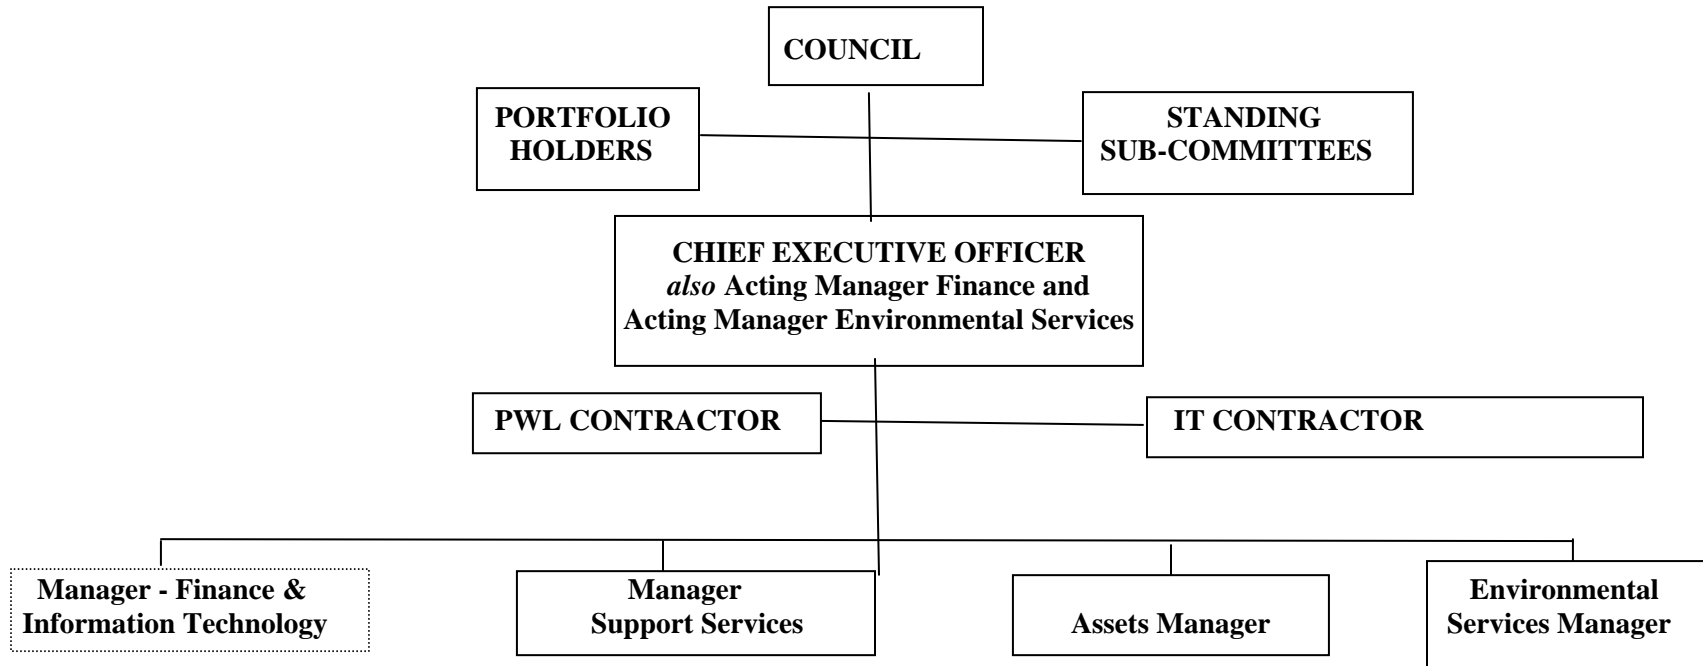 COUNCIL
PORTFOLIO
HOLDERS
STANDING
SUB-COMMITTEES
CHIEF EXECUTIVE OFFICER
also Acting Manager Finance and
Acting Manager Environmental Services
PWL CONTRACTOR
IT CONTRACTOR
Manager - Finance &
Information Technology
Manager
Support Services
Assets Manager
Environmental
Services Manager